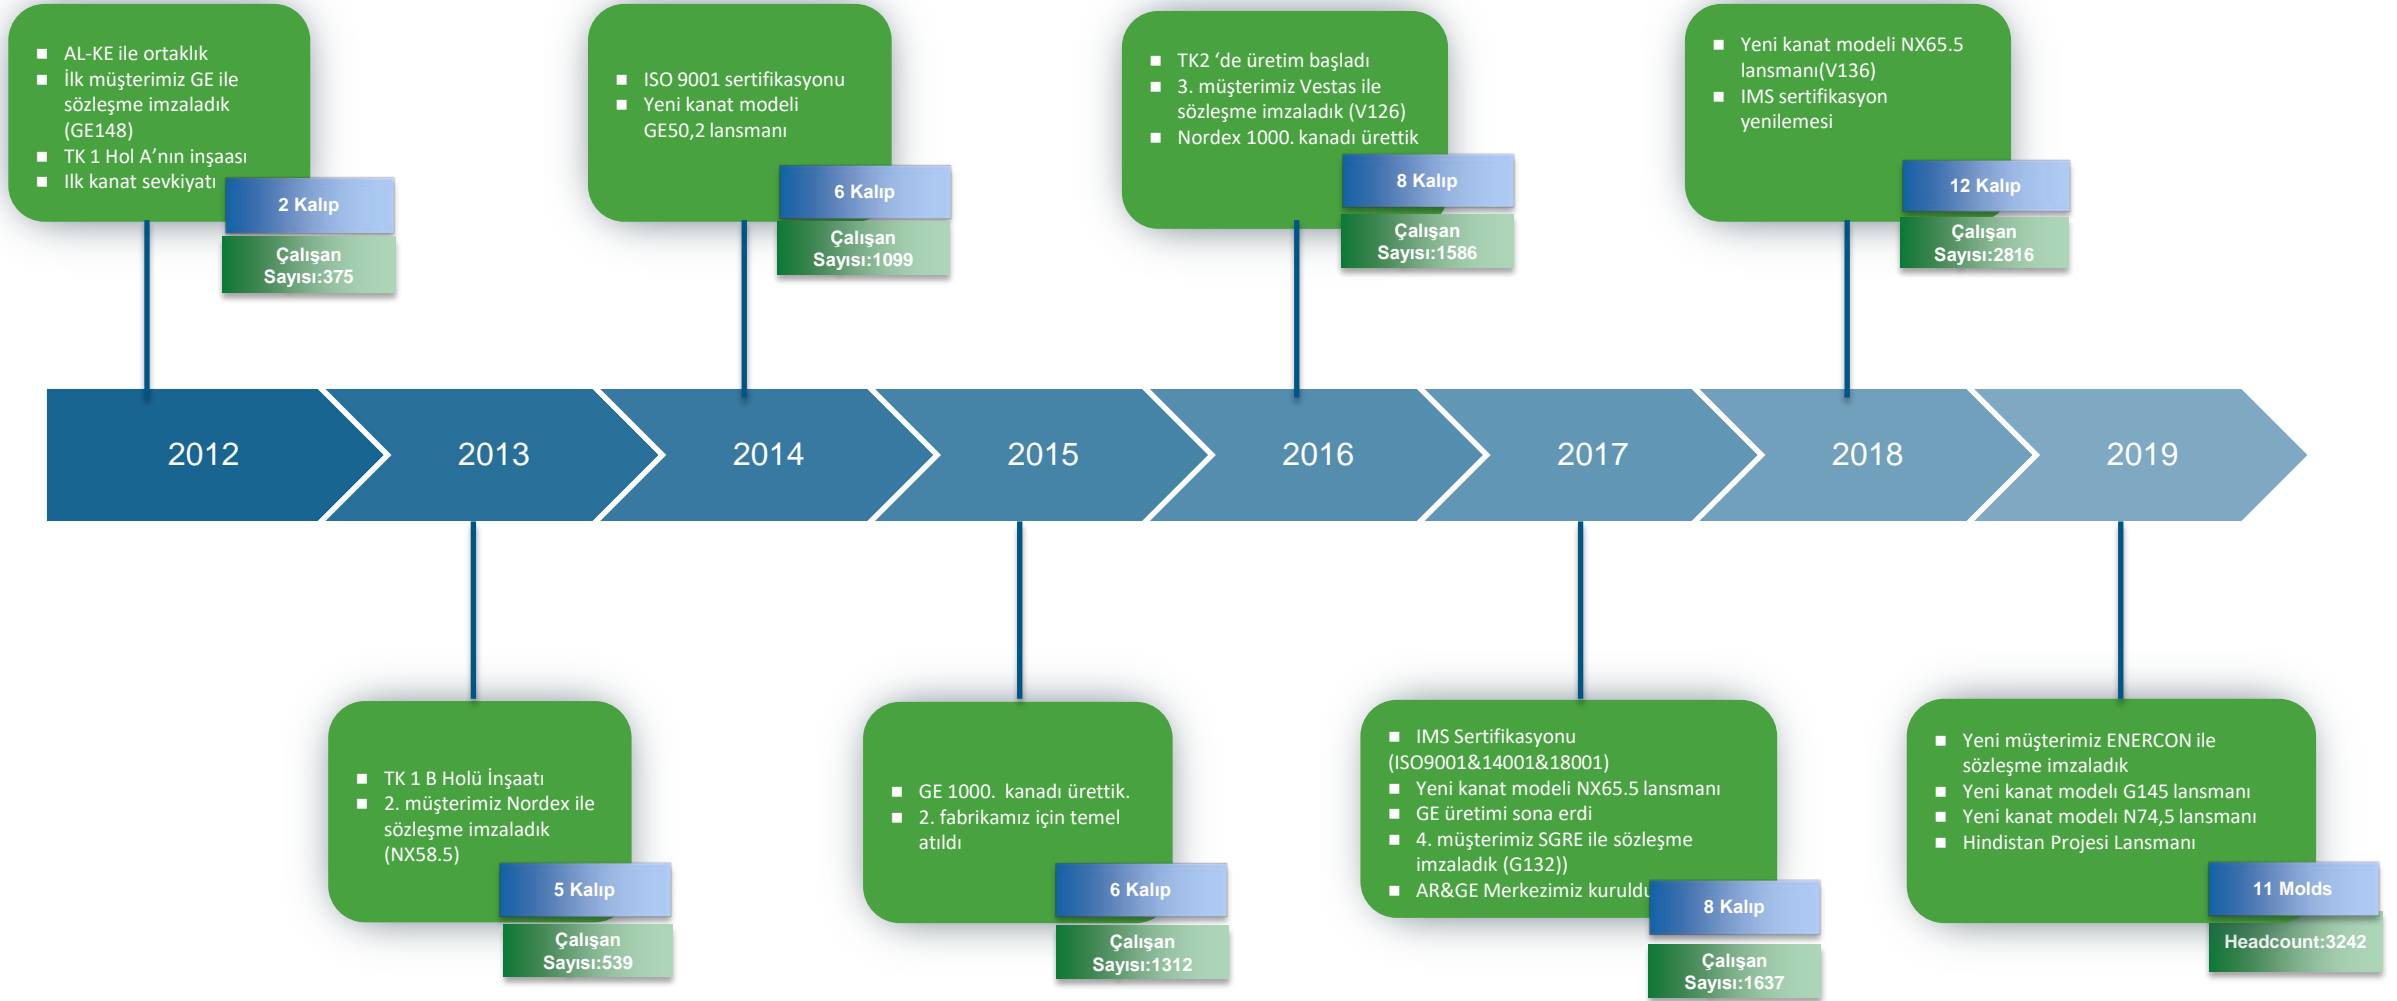 AL-KE ile ortaklık
İlk müşterimiz GE ile
sözleşme imzaladık
(GE148)
TK 1 Hol A’nın inşaası
Ilk kanat sevkiyatı
2 Kalıp
Çalışan
Sayısı:375
ISO 9001 sertifikasyonu
Yeni kanat modeli
GE50,2 lansmanı
6 Kalıp
Çalışan
Sayısı:1099
TK2 ‘de üretim başladı
3. müşterimiz Vestas ile
sözleşme imzaladık (V126)
Nordex 1000. kanadı ürettik
8 Kalıp
Çalışan
Sayısı:1586
Yeni kanat modeli NX65.5
lansmanı(V136)
IMS sertifikasyon
yenilemesi
12 Kalıp
Çalışan
Sayısı:2816
2012
2013
2014
2015
2016
2017
2018
2019
TK 1 B Holü İnşaatı
2. müşterimiz Nordex ile
sözleşme imzaladık
(NX58.5)
5 Kalıp
Çalışan
Sayısı:539
GE 1000. kanadı ürettik.
2. fabrikamız için temel
atıldı
6 Kalıp
Çalışan
Sayısı:1312
IMS Sertifikasyonu
(ISO9001&14001&18001)
Yeni kanat modeli NX65.5 lansmanı
GE üretimi sona erdi
4. müşterimiz SGRE ile sözleşme
imzaladık (G132))
AR&GE Merkezimiz kuruldu
8 Kalıp
Çalışan
Sayısı:1637
Yeni müşterimiz ENERCON ile
sözleşme imzaladık
Yeni kanat modelı G145 lansmanı
Yeni kanat modelı N74,5 lansmanı
Hindistan Projesi Lansmanı
11 Molds
Headcount:3242